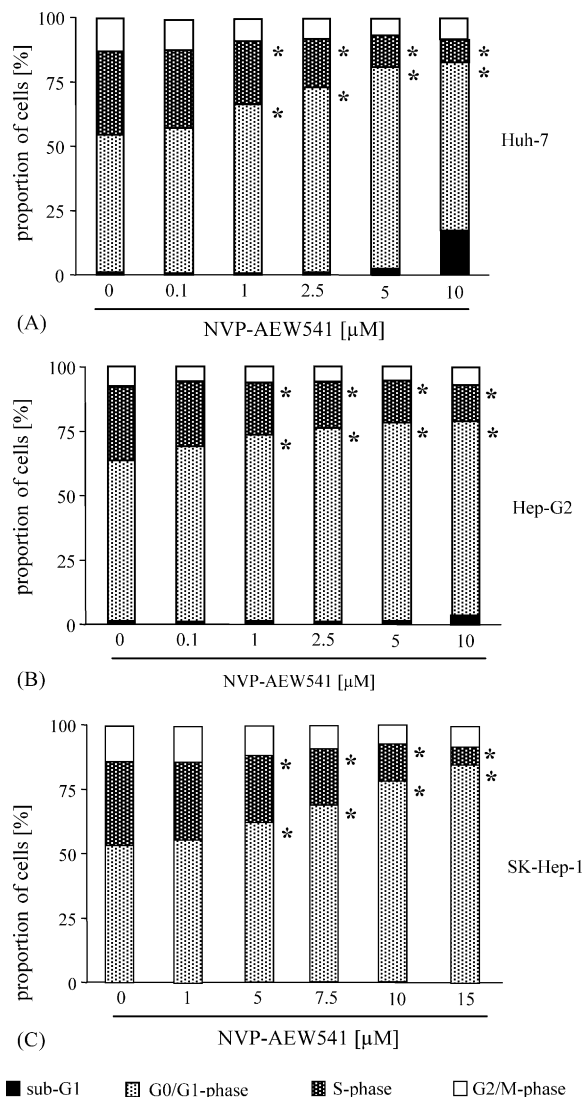 proportion of cells [%]
100
75
50
25
0
* *
* *
* *
* *
* *
* *
Huh-7
0 0.1 1 2.5 5 10
NVP-AEW541 [µM]
(A)
proportion of cells [%]
100
75
50
25
0
* * * *
* * * *
Hep-G2
0 0.1 1 2.5 5 10
NVP-AEW541 [µM]
(B)
proportion of cells [%]
100
75
50
25
0
* * * *
* * * *
SK-Hep-1
0 1 5 7.5 10 15
NVP-AEW541 [µM]
(C)
sub-G1 G0/G1-phase S-phase G2/M-phase